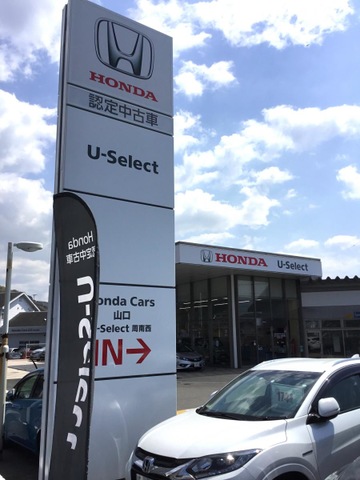 HONDA
認定中古車
U-Select
Honda Cars
山口
U-Select 周南西
IN→
Honda
認定中古車
U-Select
HONDA U-Select